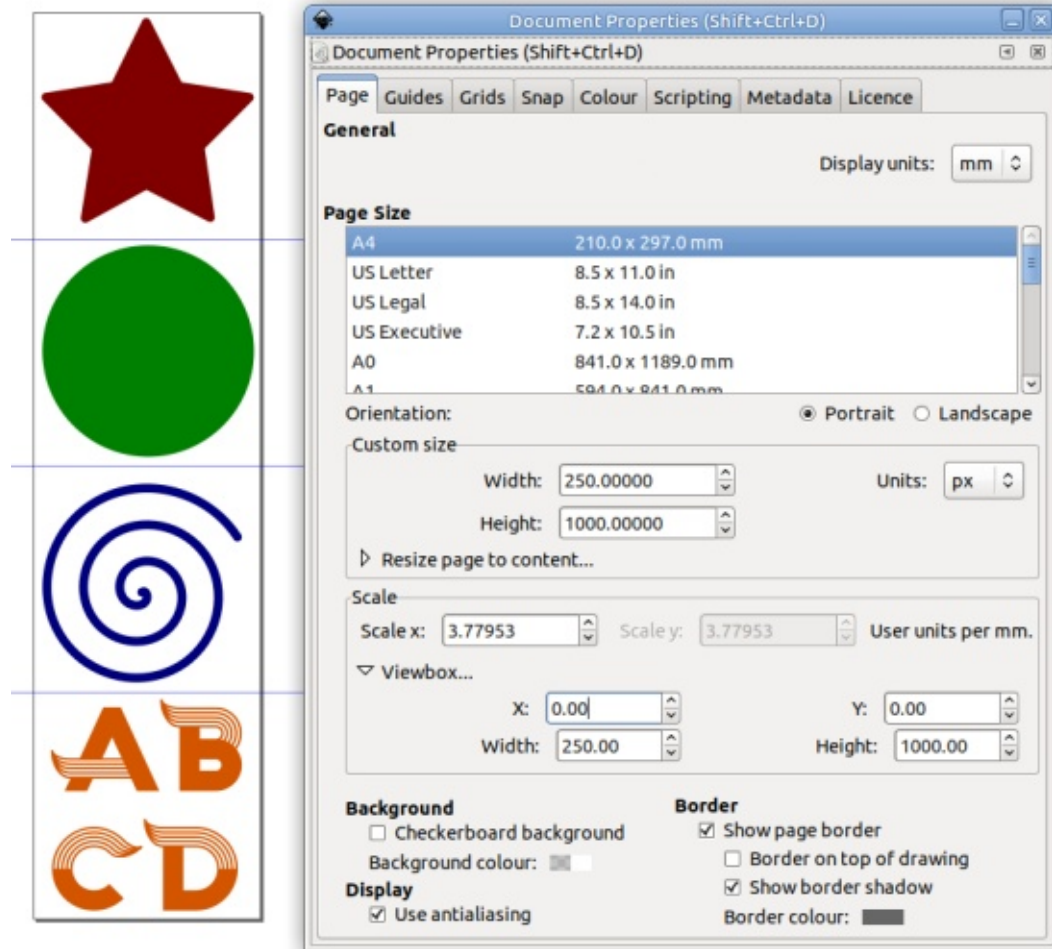 Document Properties (Shift+Ctrl+D)
Document Properties (Shift+Ctrl+D)
Page Guides Grids Snap Colour Scripting Metadata Licence
General
Display units: mm
Page Size
A4 210.0 x 297.0 mm
US Letter 8.5 x 11.0 in
US Legal 8.5 x 14.0 in
US Executive 7.2 x 10.5 in
A0 841.0 x 1189.0 mm
A1 594.0 x 841.0 mm
Orientation: Portrait Landscape
Custom size
Width: 250.00000 Units: px
Height: 1000.00000
Resize page to content...
Scale
Scale x: 3.77953 Scale y: 3.77953 User units per mm.
Viewbox...
X: 0.00 Y: 0.00
Width: 250.00 Height: 1000.00
Background Border
Checkerboard background Show page border
Background colour: Border on top of drawing
Display Show border shadow
Use antialiasing Border colour:
AB
CD